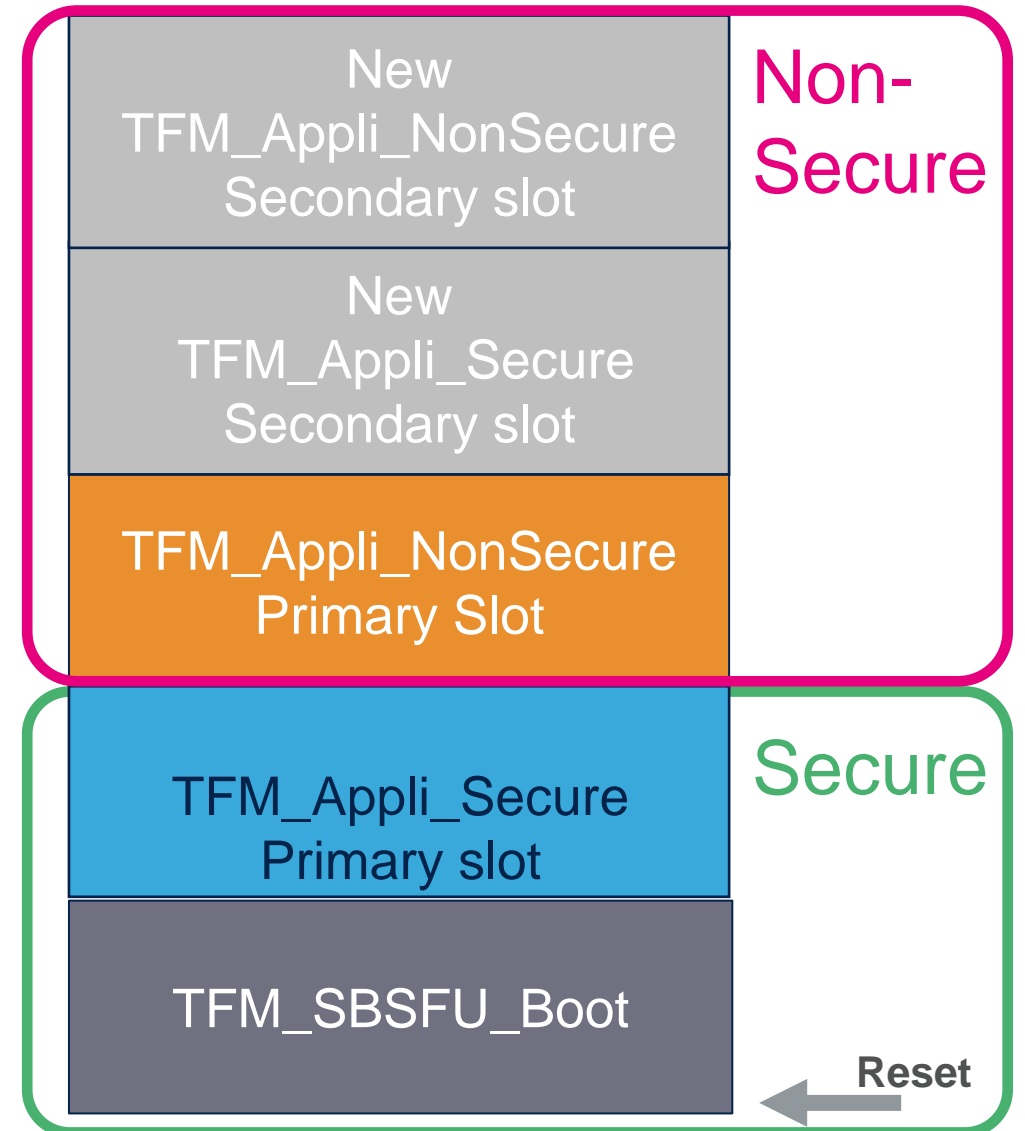 New
TFM_Appli_NonSecure
Secondary slot
Non-
Secure
New
TFM_Appli_Secure
Secondary slot
TFM_Appli_NonSecure
Primary Slot
TFM_Appli_Secure
Primary slot
Secure
TFM_SBSFU_Boot
Reset